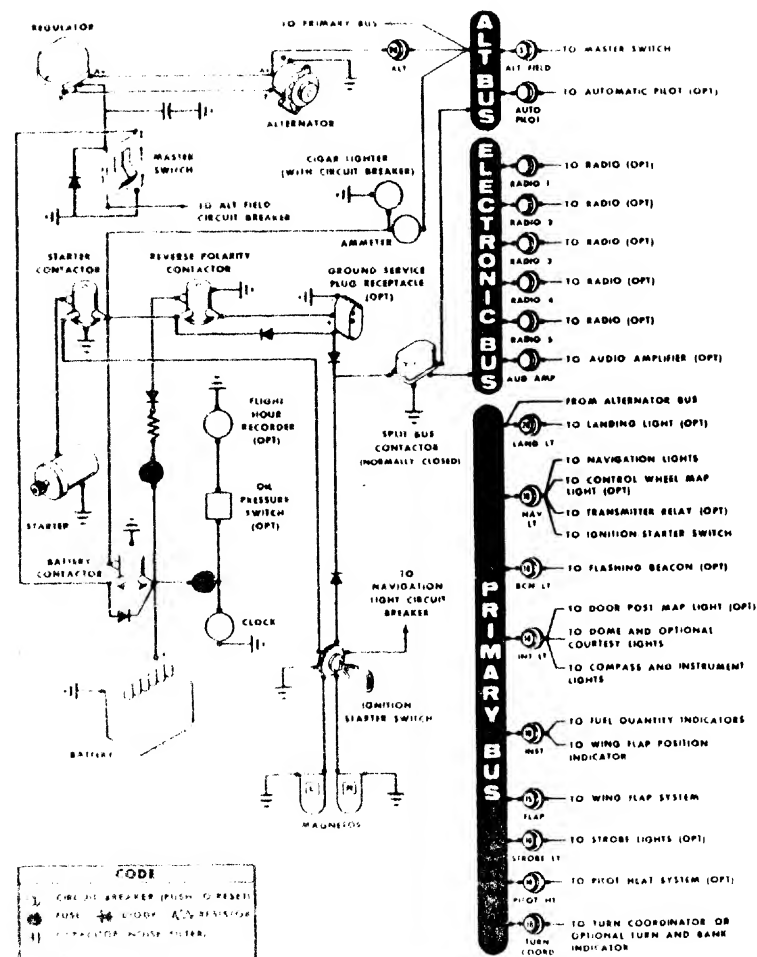 REGULATOR
TO PRIMARY BUS
ALT
ALTERNATOR
ALT BUS
ALT FIELD
TO MASTER SWITCH
AUTO
PILOT
TO AUTOMATIC PILOT (OPT)
MASTER
SWITCH
CIGAR LIGHTER
(WITH CIRCUIT BREAKER)
TO ALT FIELD
CIRCUIT BREAKER
AMMETER
ELECTRONIC BUS
RADIO 1
TO RADIO (OPT)
RADIO 2
TO RADIO (OPT)
RADIO 3
TO RADIO (OPT)
RADIO 4
TO RADIO (OPT)
RADIO 5
TO RADIO (OPT)
AUD AMP
TO AUDIO AMPLIFIER (OPT)
STARTER
CONTACTOR
REVERSE POLARITY
CONTACTOR
GROUND SERVICE
PLUG RECEPTACLE
(OPT)
FLIGHT
HOUR
RECORDER
(OPT)
SPLIT BUS
CONTACTOR
(NORMALLY CLOSED)
OIL
PRESSURE
SWITCH
(OPT)
STARTER
BATTERY
CONTACTOR
CLOCK
TO
NAVIGATION
LIGHT CIRCUIT
BREAKER
IGNITION
STARTER SWITCH
BATTERY
L
R
MAGNETOS
PRIMARY BUS
FROM ALTERNATOR BUS
LAND LT
TO LANDING LIGHT (OPT)
NAV
LT
TO NAVIGATION LIGHTS
TO CONTROL WHEEL MAP
LIGHT (OPT)
TO TRANSMITTER RELAY (OPT)
TO IGNITION STARTER SWITCH
10
BCN LT
TO FLASHING BEACON (OPT)
10
INT LT
TO DOOR POST MAP LIGHT (OPT)
TO DOME AND OPTIONAL
COURTESY LIGHTS
TO COMPASS AND INSTRUMENT
LIGHTS
10
INST
TO FUEL QUANTITY INDICATORS
TO WING FLAP POSITION
INDICATOR
15
FLAP
TO WING FLAP SYSTEM
STROBE LT
TO STROBE LIGHTS (OPT)
10
PITOT HT
TO PITOT HEAT SYSTEM (OPT)
TURN
COORD
TO TURN COORDINATOR OR
OPTIONAL TURN AND BANK
INDICATOR
CODE
CIRCUIT BREAKER (PUSH TO RESET)
FUSE DIODE RESISTOR
CAPACITOR (NOISE FILTER)